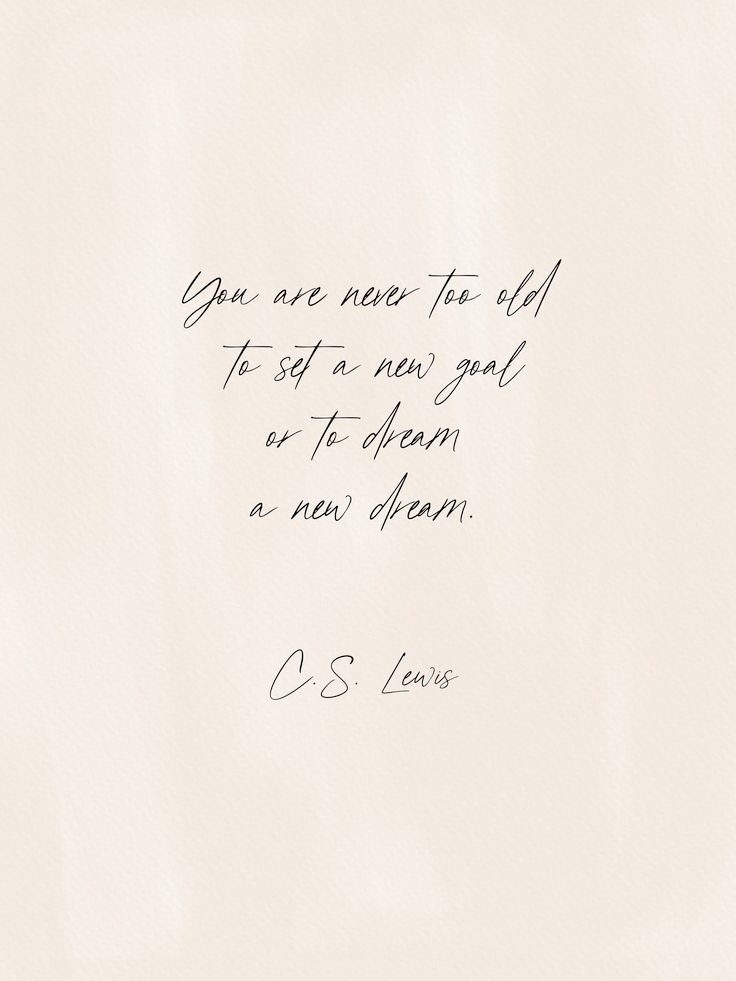 You are never too old
to set a new goal
or to dream
a new dream.
C.S. Lewis